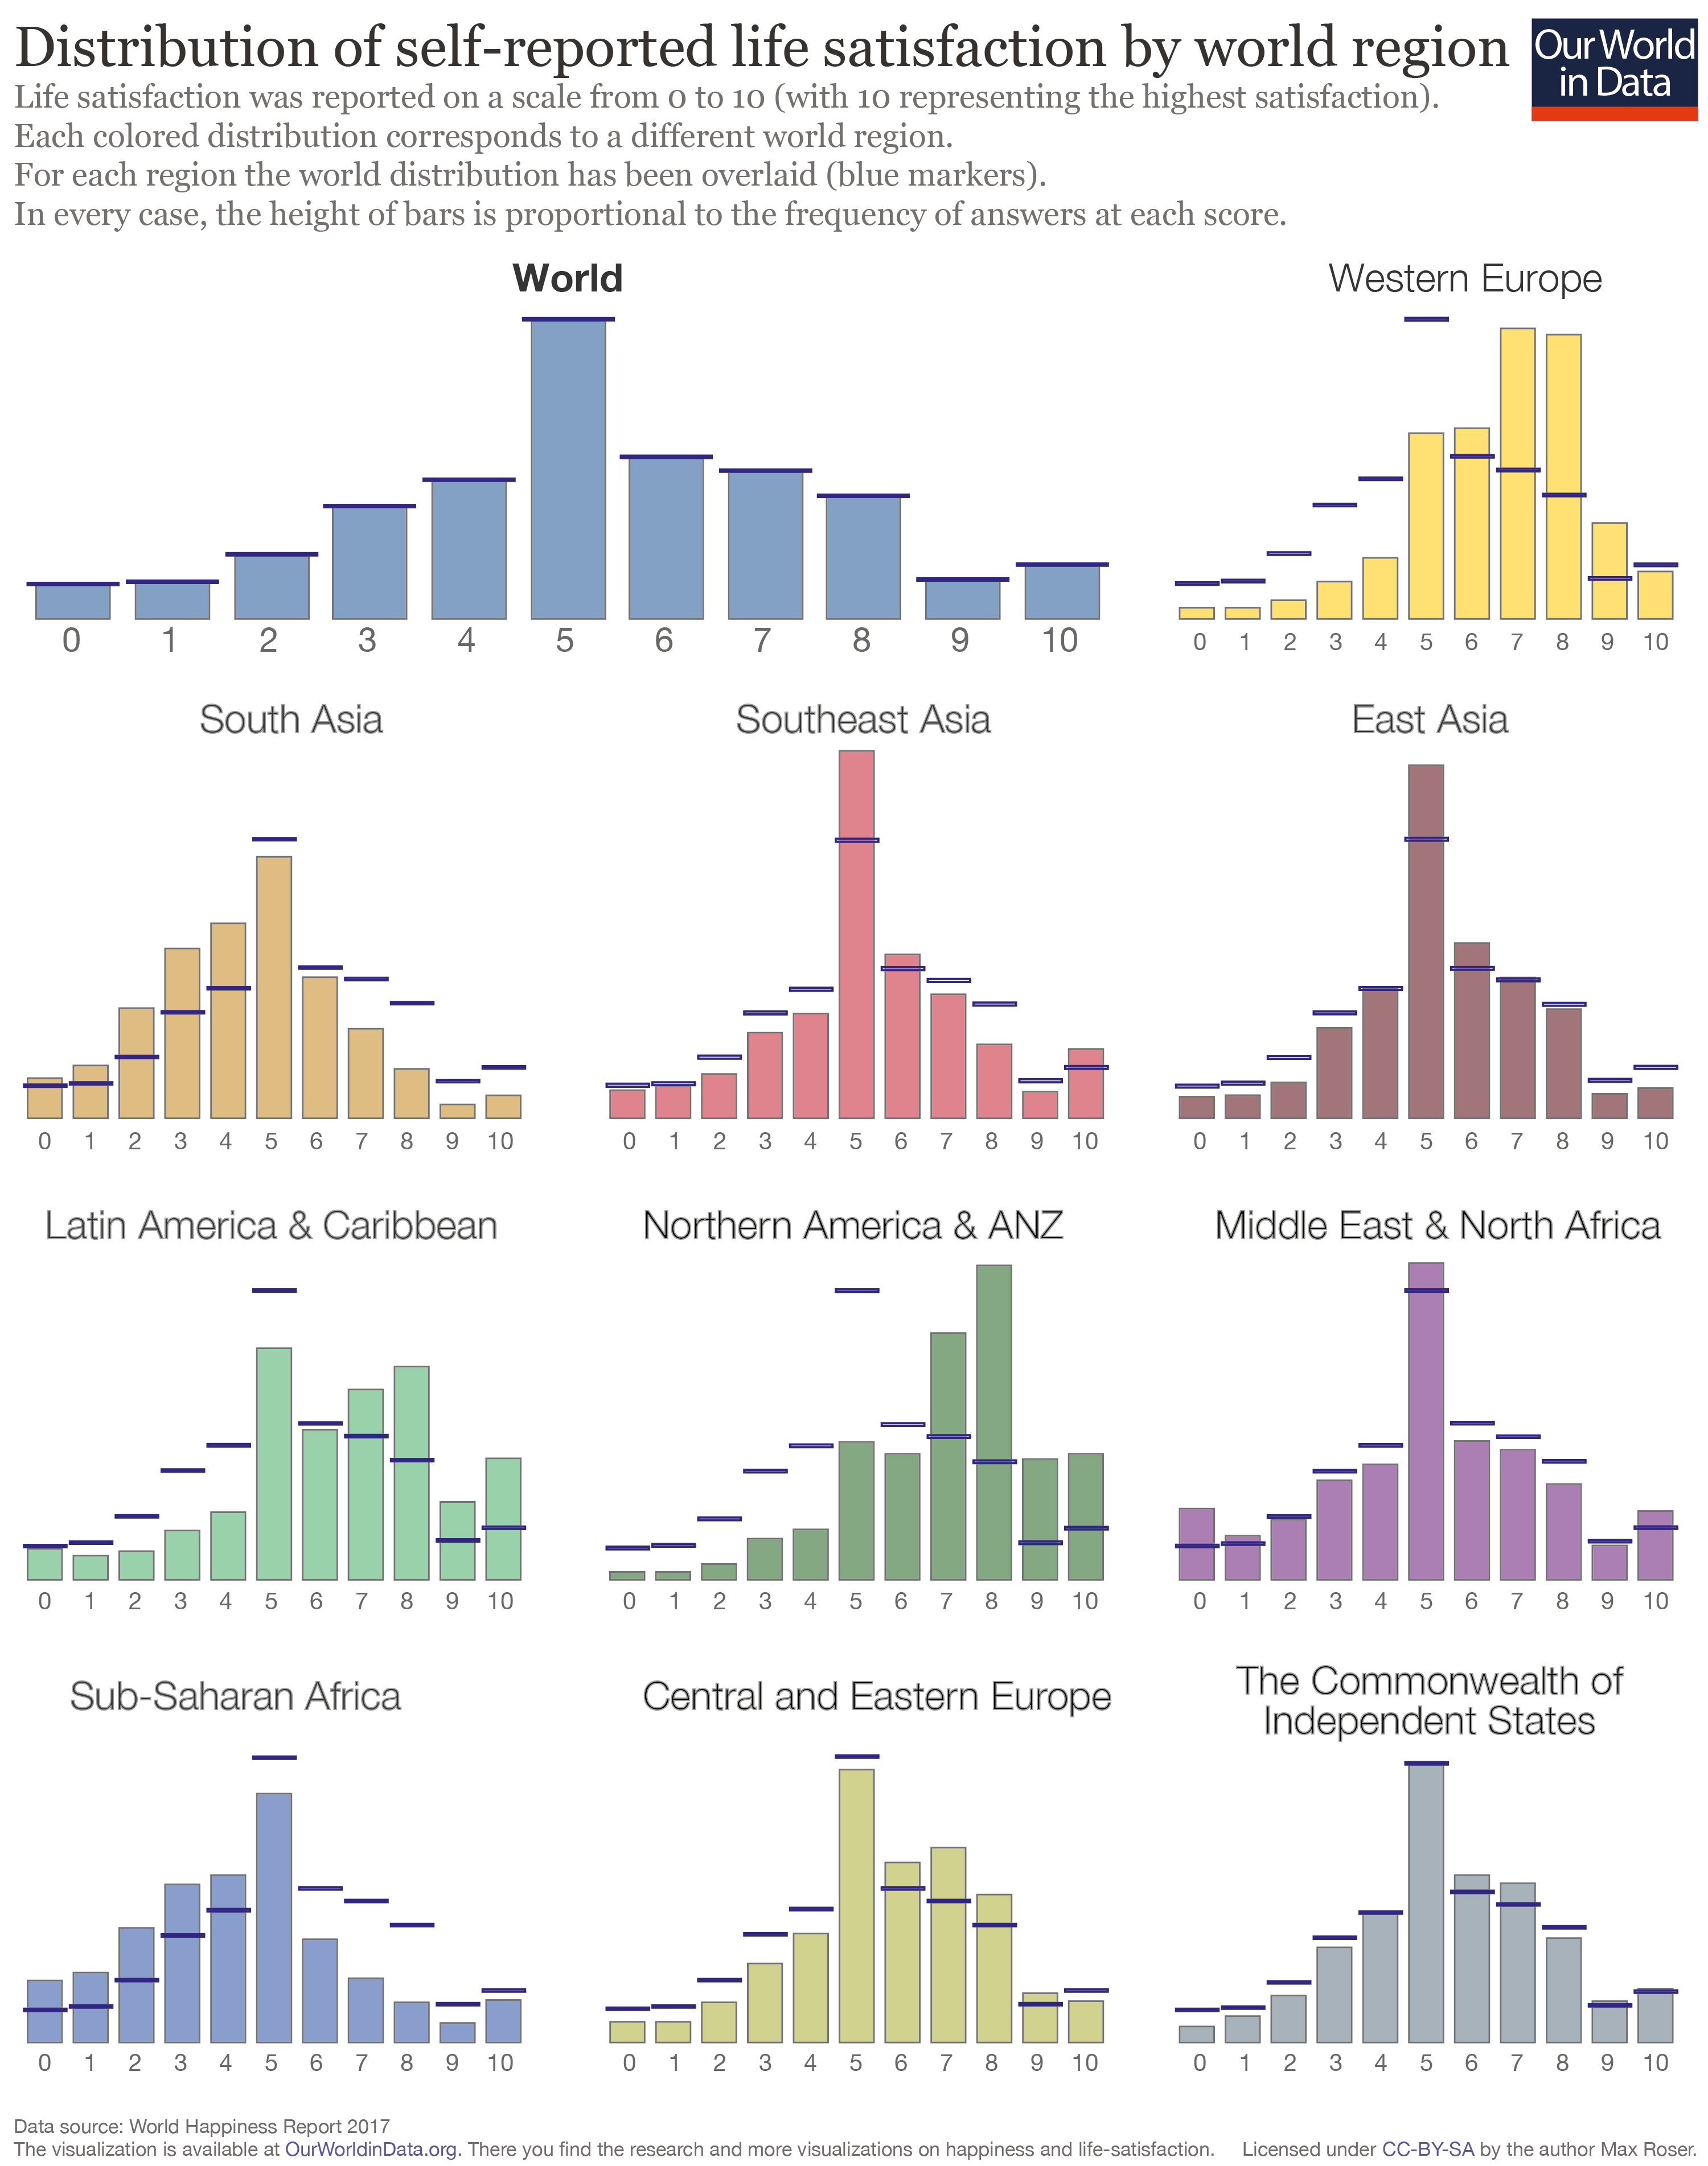 Distribution of self-reported life satisfaction by world region
Our World
in Data
Life satisfaction was reported on a scale from 0 to 10 (with 10 representing the highest satisfaction).
Each colored distribution corresponds to a different world region.
For each region the world distribution has been overlaid (blue markers).
In every case, the height of bars is proportional to the frequency of answers at each score.
World
0 1 2 3 4 5 6 7 8 9 10
Western Europe
0 1 2 3 4 5 6 7 8 9 10
South Asia
0 1 2 3 4 5 6 7 8 9 10
Southeast Asia
0 1 2 3 4 5 6 7 8 9 10
East Asia
0 1 2 3 4 5 6 7 8 9 10
Latin America & Caribbean
0 1 2 3 4 5 6 7 8 9 10
Northern America & ANZ
0 1 2 3 4 5 6 7 8 9 10
Middle East & North Africa
0 1 2 3 4 5 6 7 8 9 10
Sub-Saharan Africa
0 1 2 3 4 5 6 7 8 9 10
Central and Eastern Europe
0 1 2 3 4 5 6 7 8 9 10
The Commonwealth of
Independent States
0 1 2 3 4 5 6 7 8 9 10
Data source: World Happiness Report 2017
The visualization is available at OurWorldinData.org. There you find the research and more visualizations on happiness and life-satisfaction.
Licensed under CC-BY-SA by the author Max Roser.